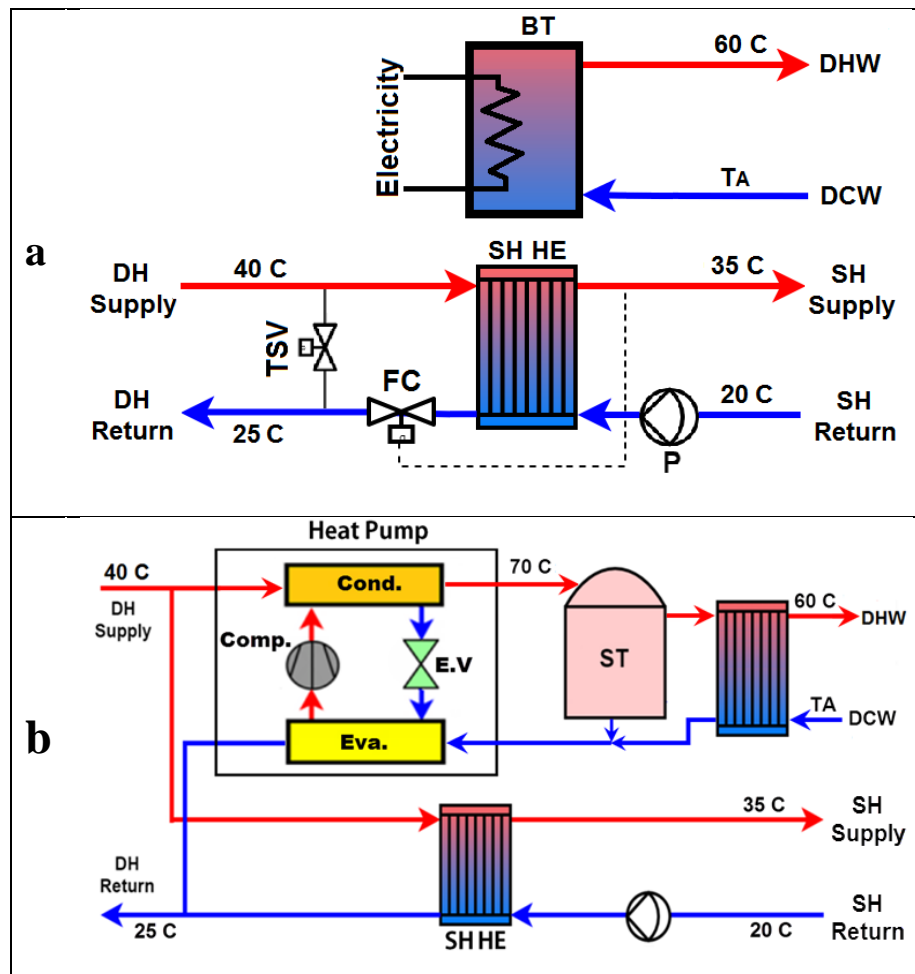 a
BT
60 C
DHW
Electricity
TA
DCW
SH HE
DH
Supply
40 C
35 C
SH
Supply
TSV
FC
DH
Return
25 C
20 C
SH
Return
P
b
Heat Pump
40 C
DH
Supply
Cond.
70 C
60 C
DHW
Comp.
E.V
ST
TA
DCW
Eva.
35 C
SH
Supply
DH
Return
25 C
SH HE
20 C
SH
Return